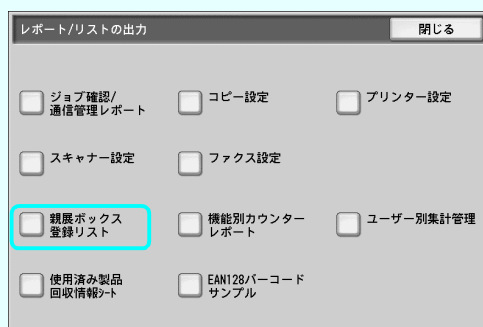 レポート/リストの出力
閉じる
ジョブ確認/
通信管理レポート
コピー設定
プリンター設定
スキャナー設定
ファクス設定
親展ボックス
登録リスト
機能別カウンター
レポート
ユーザー別集計管理
使用済み製品
回収情報シート
EAN128バーコード
サンプル